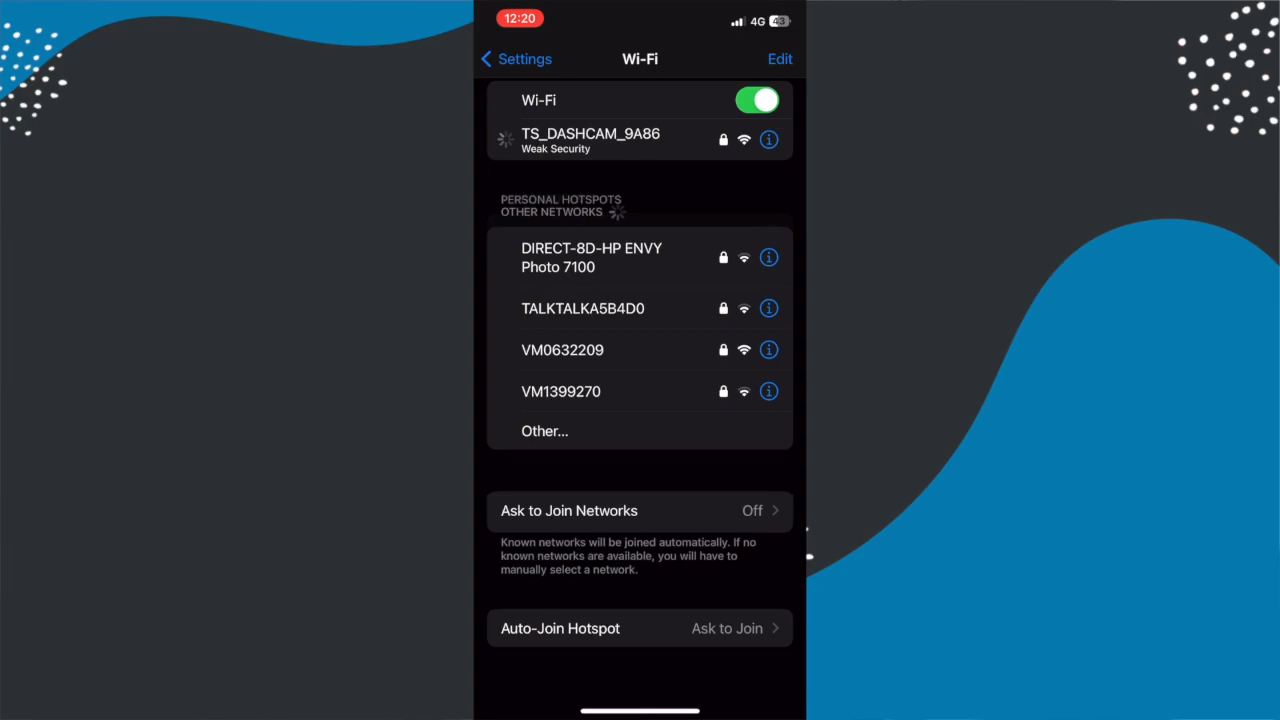 12:20
4G 43
Settings
Wi-Fi
Edit
Wi-Fi
TS_DASHCAM_9A86
Weak Security
PERSONAL HOTSPOTS
OTHER NETWORKS
DIRECT-8D-HP ENVY
Photo 7100
TALKTALKA5B4D0
VM0632209
VM1399270
Other...
Ask to Join Networks Off
Known networks will be joined automatically. If no
known networks are available, you will have to
manually select a network.
Auto-Join Hotspot Ask to Join